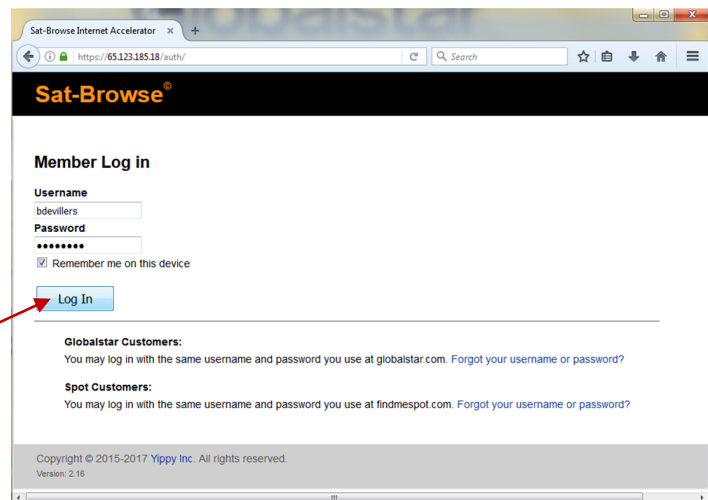 Globalstar
Sat-Browse Internet Accelerator
https://65.123.185.18/auth/
Search
Sat-Browse©
Member Log in
Username
bdevillers
Password
Remember me on this device
Log In
Globalstar Customers:
You may log in with the same username and password you use at globalstar.com. Forgot your username or password?
Spot Customers:
You may log in with the same username and password you use at findmespot.com. Forgot your username or password?
Copyright © 2015-2017 Yippy Inc. All rights reserved.
Version: 2.16